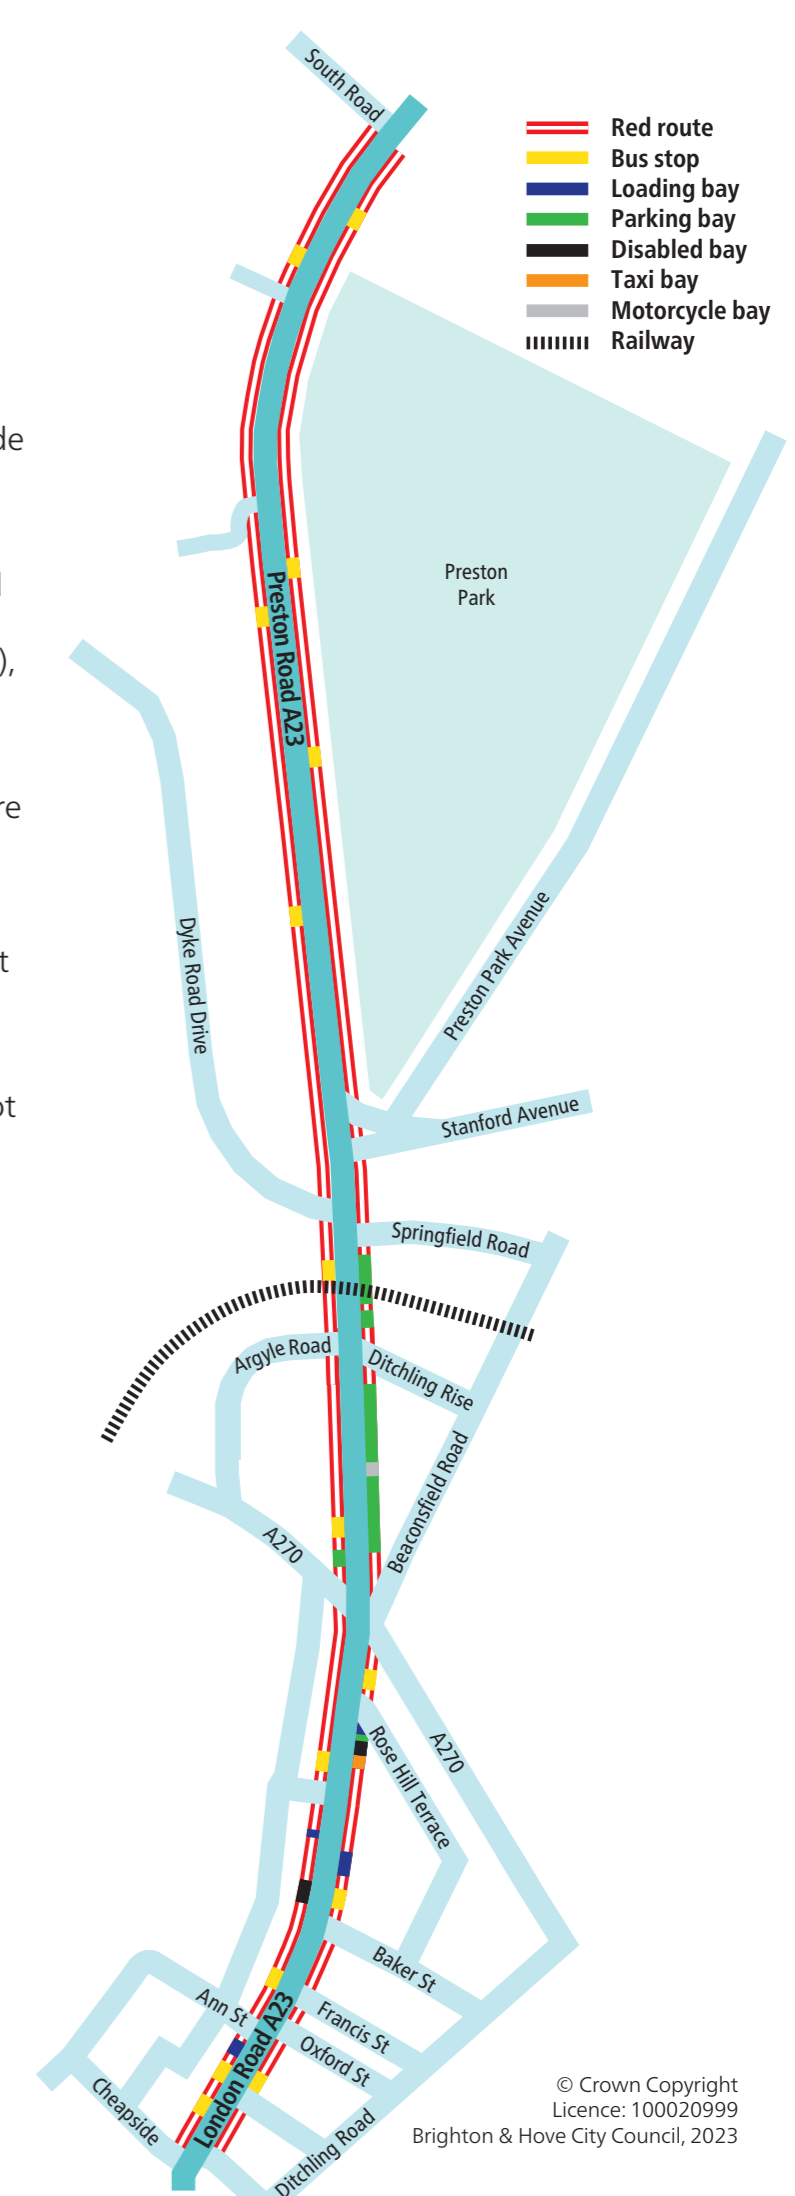 South Road
Red route
Bus stop
Loading bay
Parking bay
Disabled bay
Taxi bay
Motorcycle bay
Railway
de
),
re
t
ot
Preston
Park
Preston Road A23
Dyke Road Drive
Preston Park Avenue
Stanford Avenue
Springfield Road
Argyle Road
Ditchling Rise
Beaconsfield Road
A270
A270
Rose Hill Terrace
Baker St
Ann St
Francis St
Oxford St
London Road A23
Cheapside
Ditchling Road
© Crown Copyright
Licence: 100020999
Brighton & Hove City Council, 2023